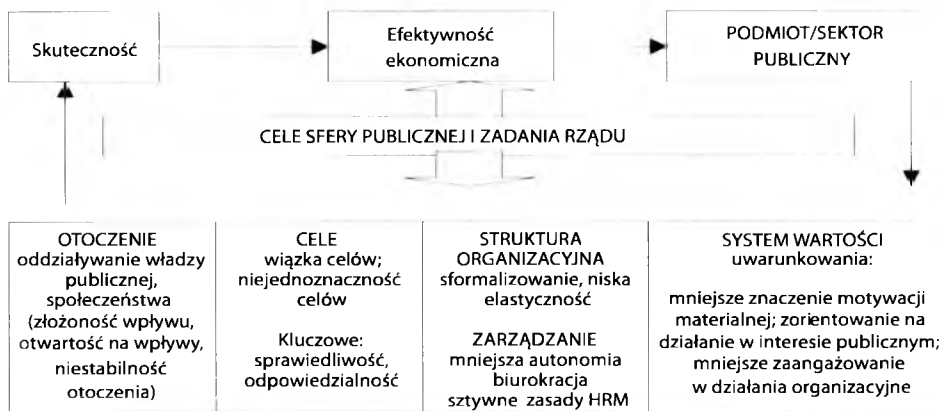 Skuteczność
Efektywność
ekonomiczna
PODMIOT/SEKTOR
PUBLICZNY
CELE SFERY PUBLICZNEJ I ZADANIA RZĄDU
OTOCZENIE
oddziaływanie władzy
publicznej,
społeczeństwa
(złożoność wpływu,
otwartość na wpływy,
niestabilność
otoczenia)
CELE
wiązka celów;
niejednoznaczność
celów
Kluczowe:
sprawiedliwość,
odpowiedzialność
STRUKTURA
ORGANIZACYJNA
sformalizowanie, niska
elastyczność
ZARZĄDZANIE
mniejsza autonomia
biurokracja
sztywne zasady HRM
SYSTEM WARTOŚCI
uwarunkowania:
mniejsze znaczenie motywacji
materialnej; zorientowanie na
działanie w interesie publicznym;
mniejsze zaangażowanie
w działania organizacyjne